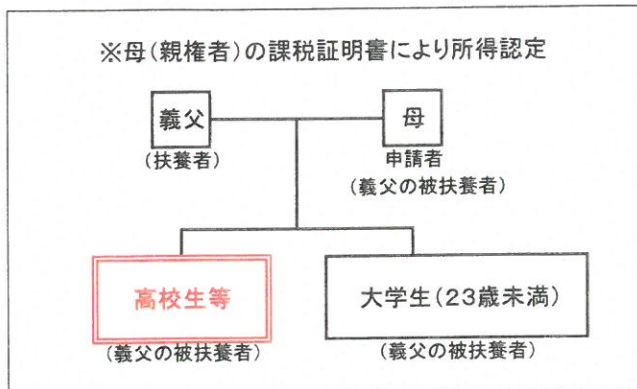 ※母(親権者)の課税証明書により所得認定
義父
母
(扶養者)
申請者
(義父の被扶養者)
高校生等
大学生(23歳未満)
(義父の被扶養者)
(義父の被扶養者)